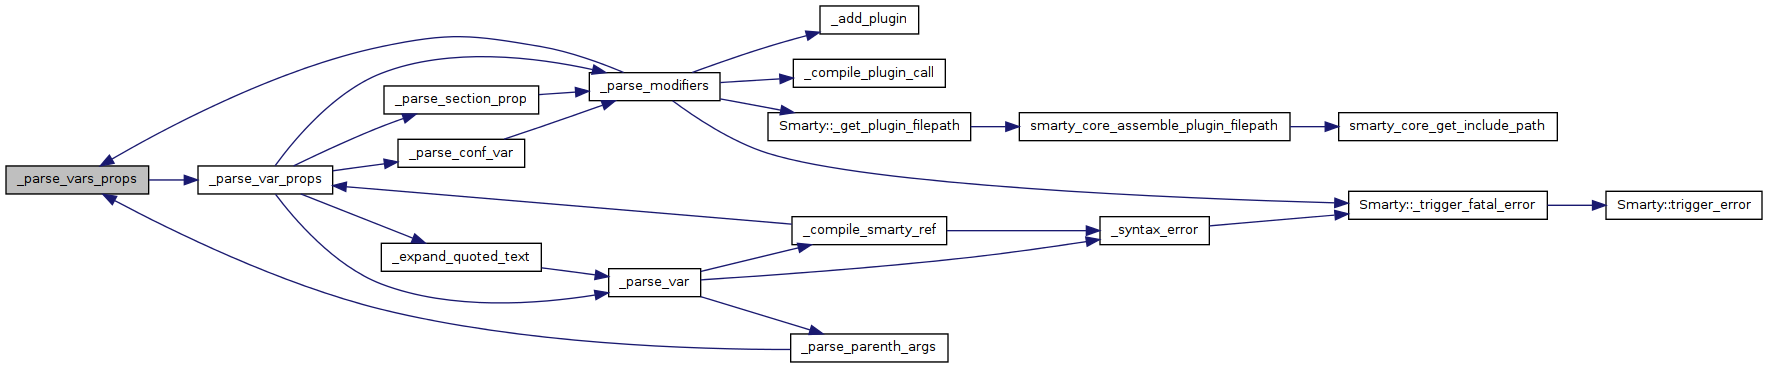 _add_plugin
_compile_plugin_call
_parse_modifiers
_parse_section_prop
Smarty::_get_plugin_filepath
smarty_core_assemble_plugin_filepath
smarty_core_get_include_path
_parse_conf_var
_parse_vars_props
_parse_var_props
Smarty::_trigger_fatal_error
Smarty::trigger_error
_compile_smarty_ref
_syntax_error
_expand_quoted_text
_parse_var
_parse_parenth_args